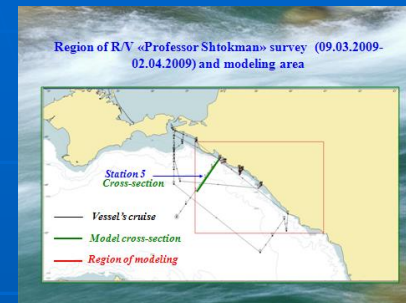 Region of R/V «Professor Shtokman» survey (09.03.2009-
02.04.2009) and modeling area
Station 5
Cross-section
Vessel's cruise
Model cross-section
Region of modeling